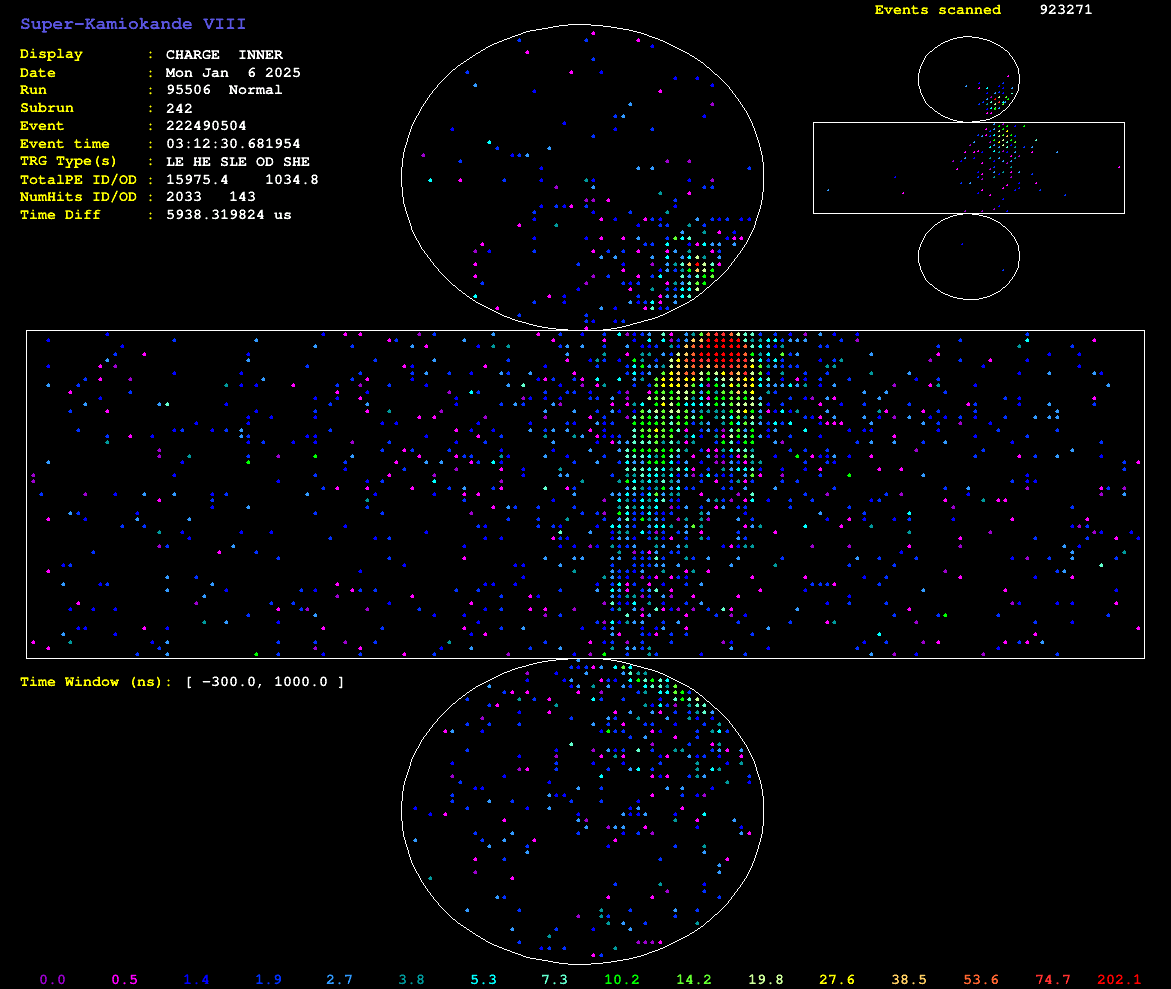 Super-Kamiokande VIII
Events scanned 923271
Display : CHARGE INNER
Date : Mon Jan 6 2025
Run : 95506 Normal
Subrun : 242
Event : 222490504
Event time : 03:12:30.681954
TRG Type(s) : LE HE SLE OD SHE
TotalPE ID/OD : 15975.4 1034.8
NumHits ID/OD : 2033 143
Time Diff : 5938.319824 us
Time Window (ns): [ -300.0, 1000.0 ]
0.0 0.5 1.4 1.9 2.7 3.8 5.3 7.3 10.2 14.2 19.8 27.6 38.5 53.6 74.7 202.1